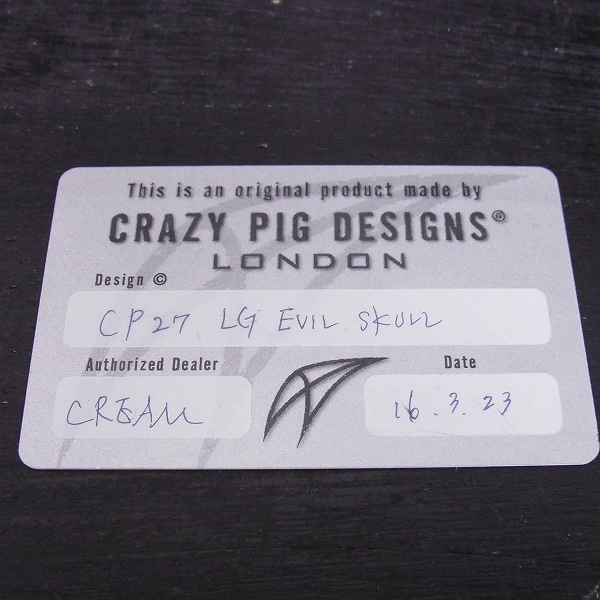 This is an original product made by
CRAZY PIG DESIGNS®
LONDON
Design ©
CP27 LG EVIL SKULL
Authorized Dealer
Date
CREAM
16.3.23